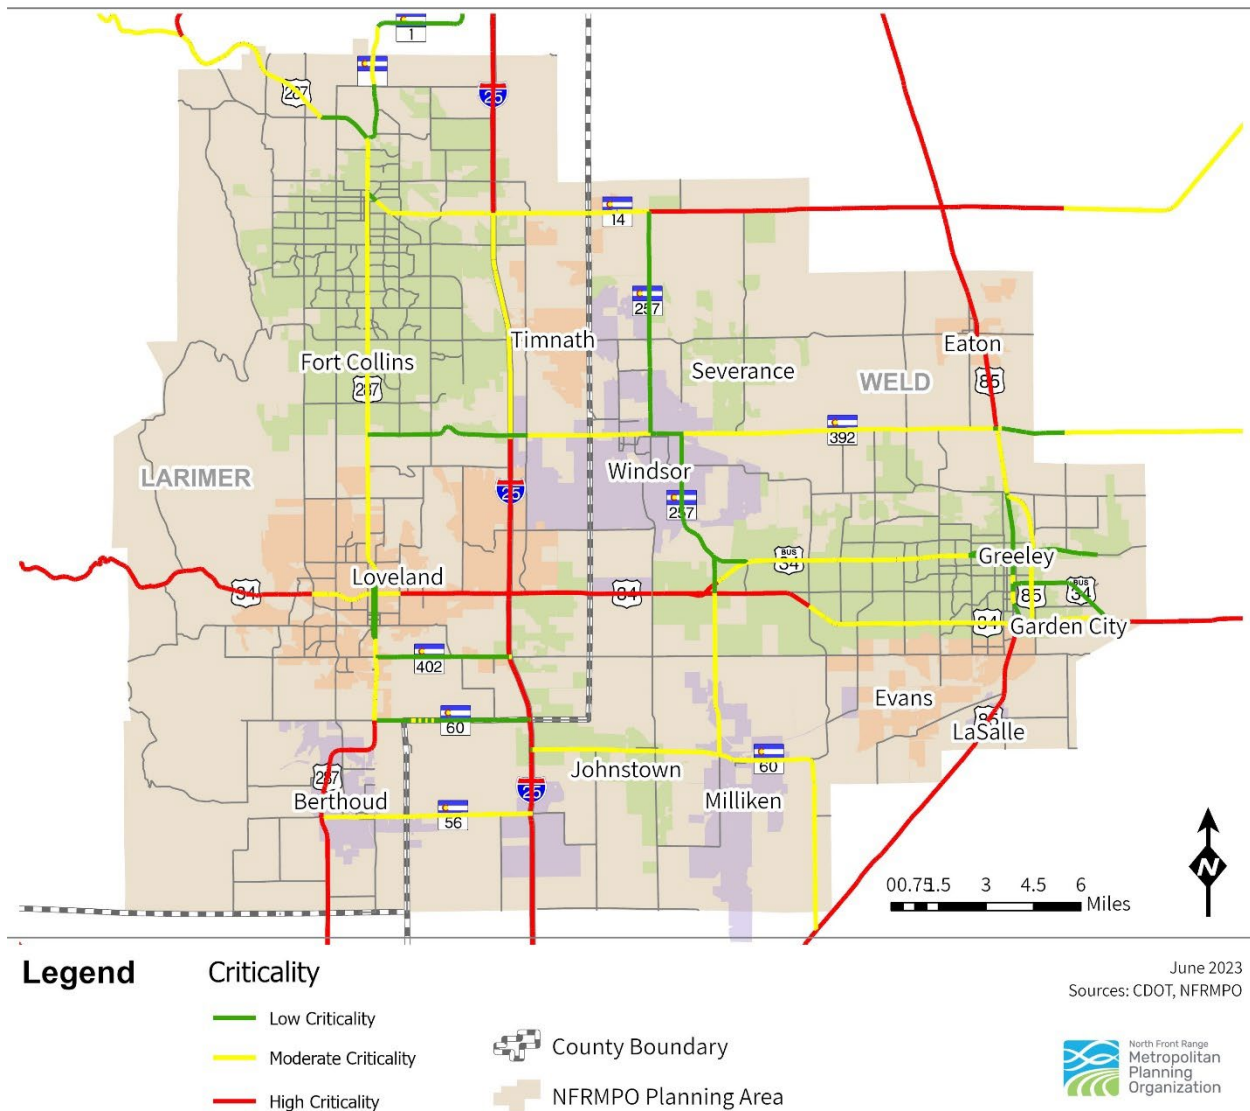 1
287
25
14
257
Timnath
Eaton
Fort Collins
Severance
85
287
WELD
392
LARIMER
Windsor
25
257
BUS
34
Greeley
Loveland
34
34
85
BUS
34
34
Garden City
402
Evans
60
LaSalle
85
Johnstown
60
287
Berthoud
25
Milliken
56
N
0 0.75 1.5 3 4.5 6
Miles
Legend
Criticality
Low Criticality
Moderate Criticality
High Criticality
County Boundary
NFRMPO Planning Area
June 2023
Sources: CDOT, NFRMPO
North Front Range
Metropolitan
Planning
Organization